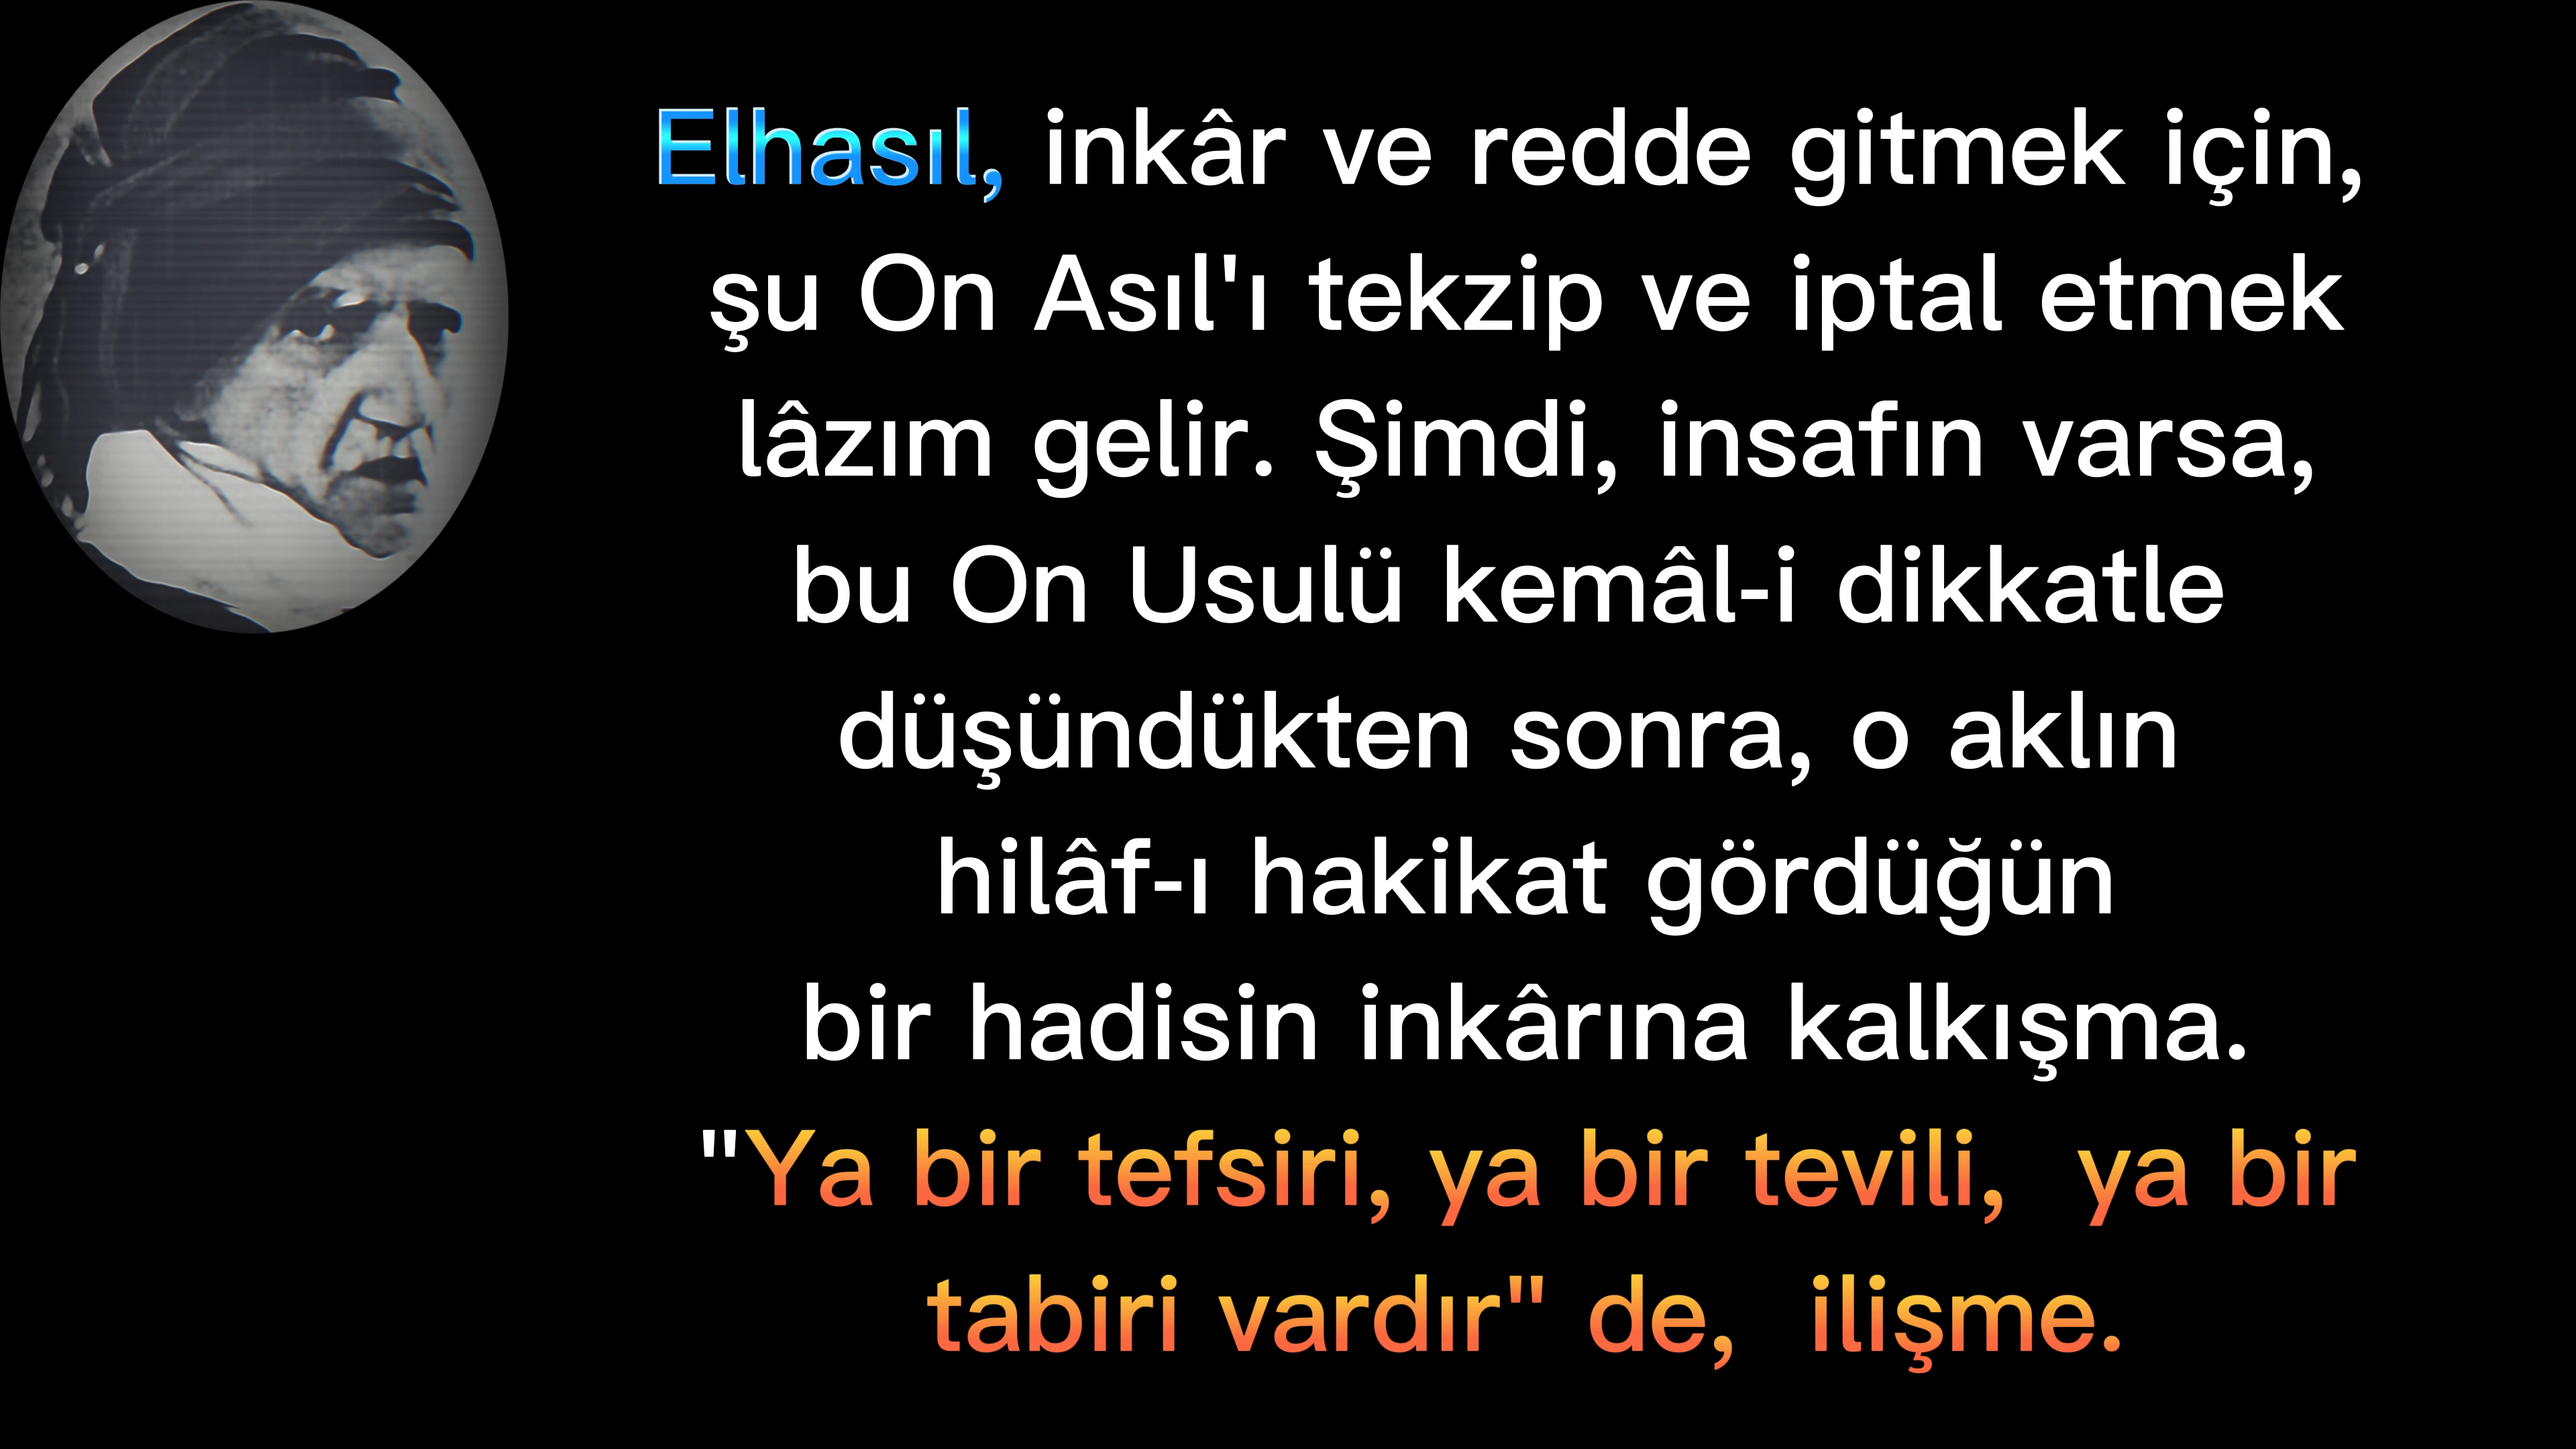 Elhasıl, inkâr ve redde gitmek için,
şu On Asıl'ı tekzip ve iptal etmek
lâzım gelir. Şimdi, insafın varsa,
bu On Usulü kemâl-i dikkatle
düşündükten sonra, o aklın
hilâf-ı hakikat gördüğün
bir hadisin inkârına kalkışma.
"Ya bir tefsiri, ya bir tevili,  ya bir
tabiri vardır" de,  ilişme.